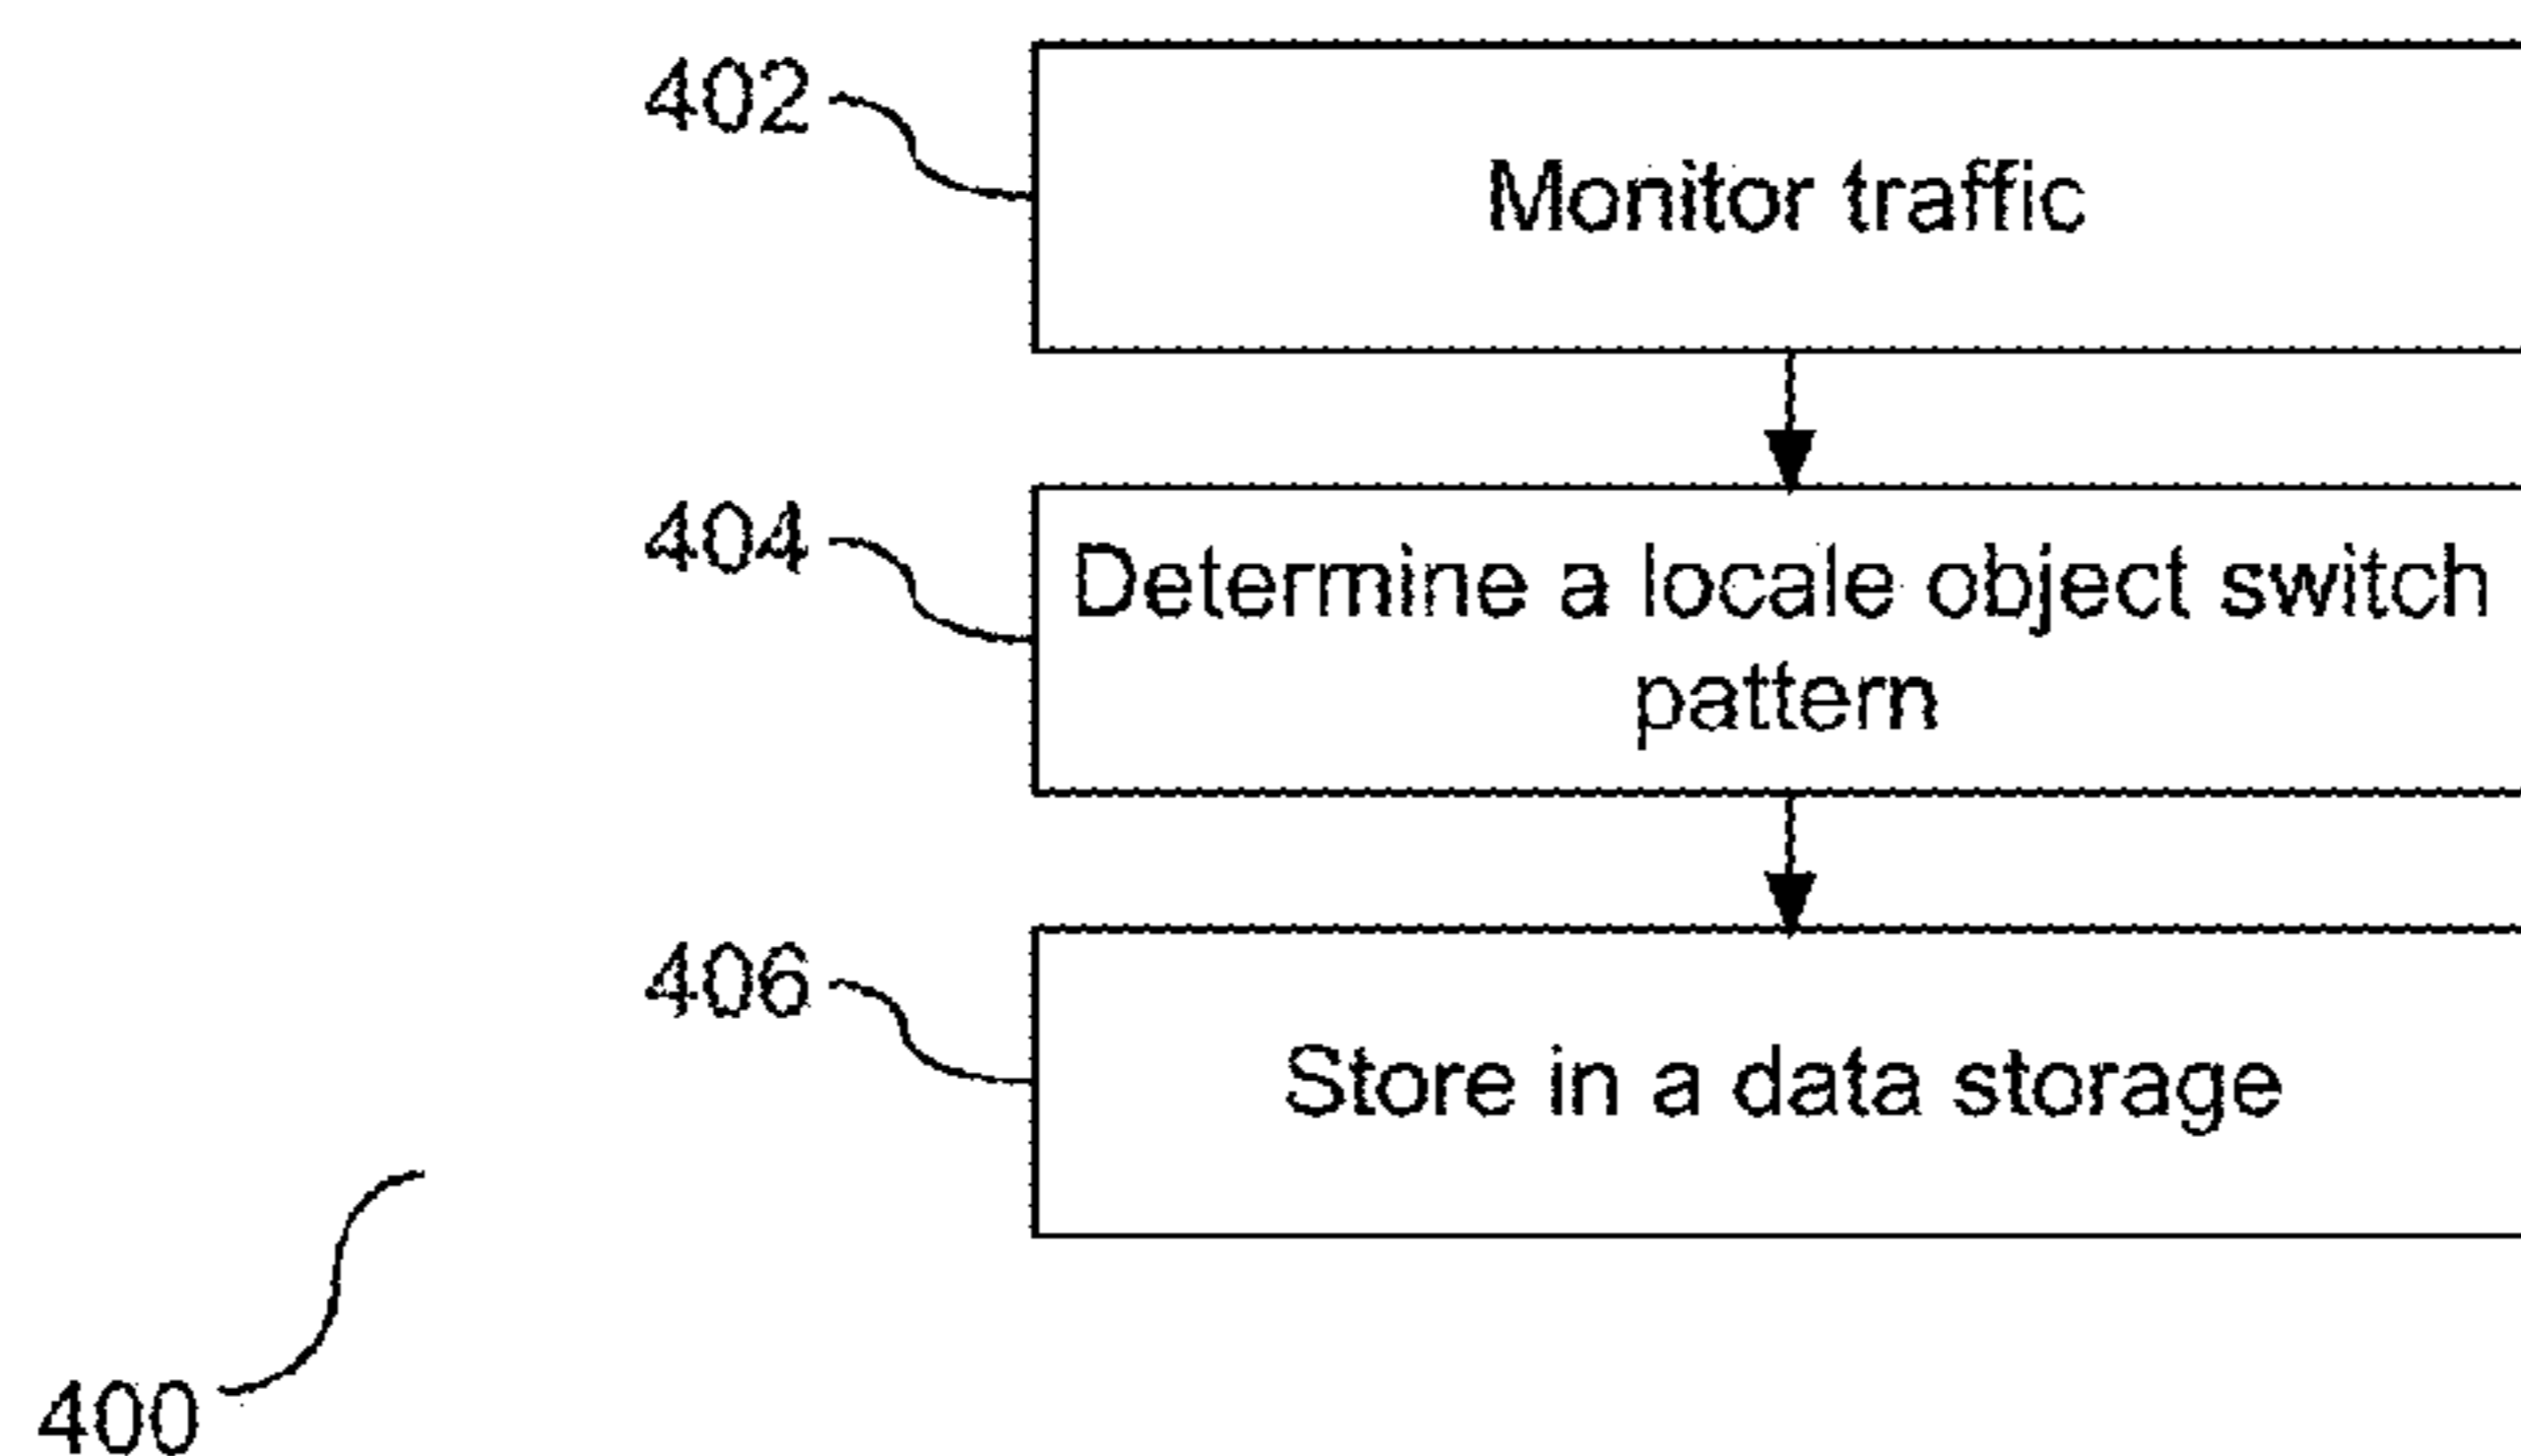 402
Monitor traffic
404
Determine a locale object switch
pattern
406
Store in a data storage
400